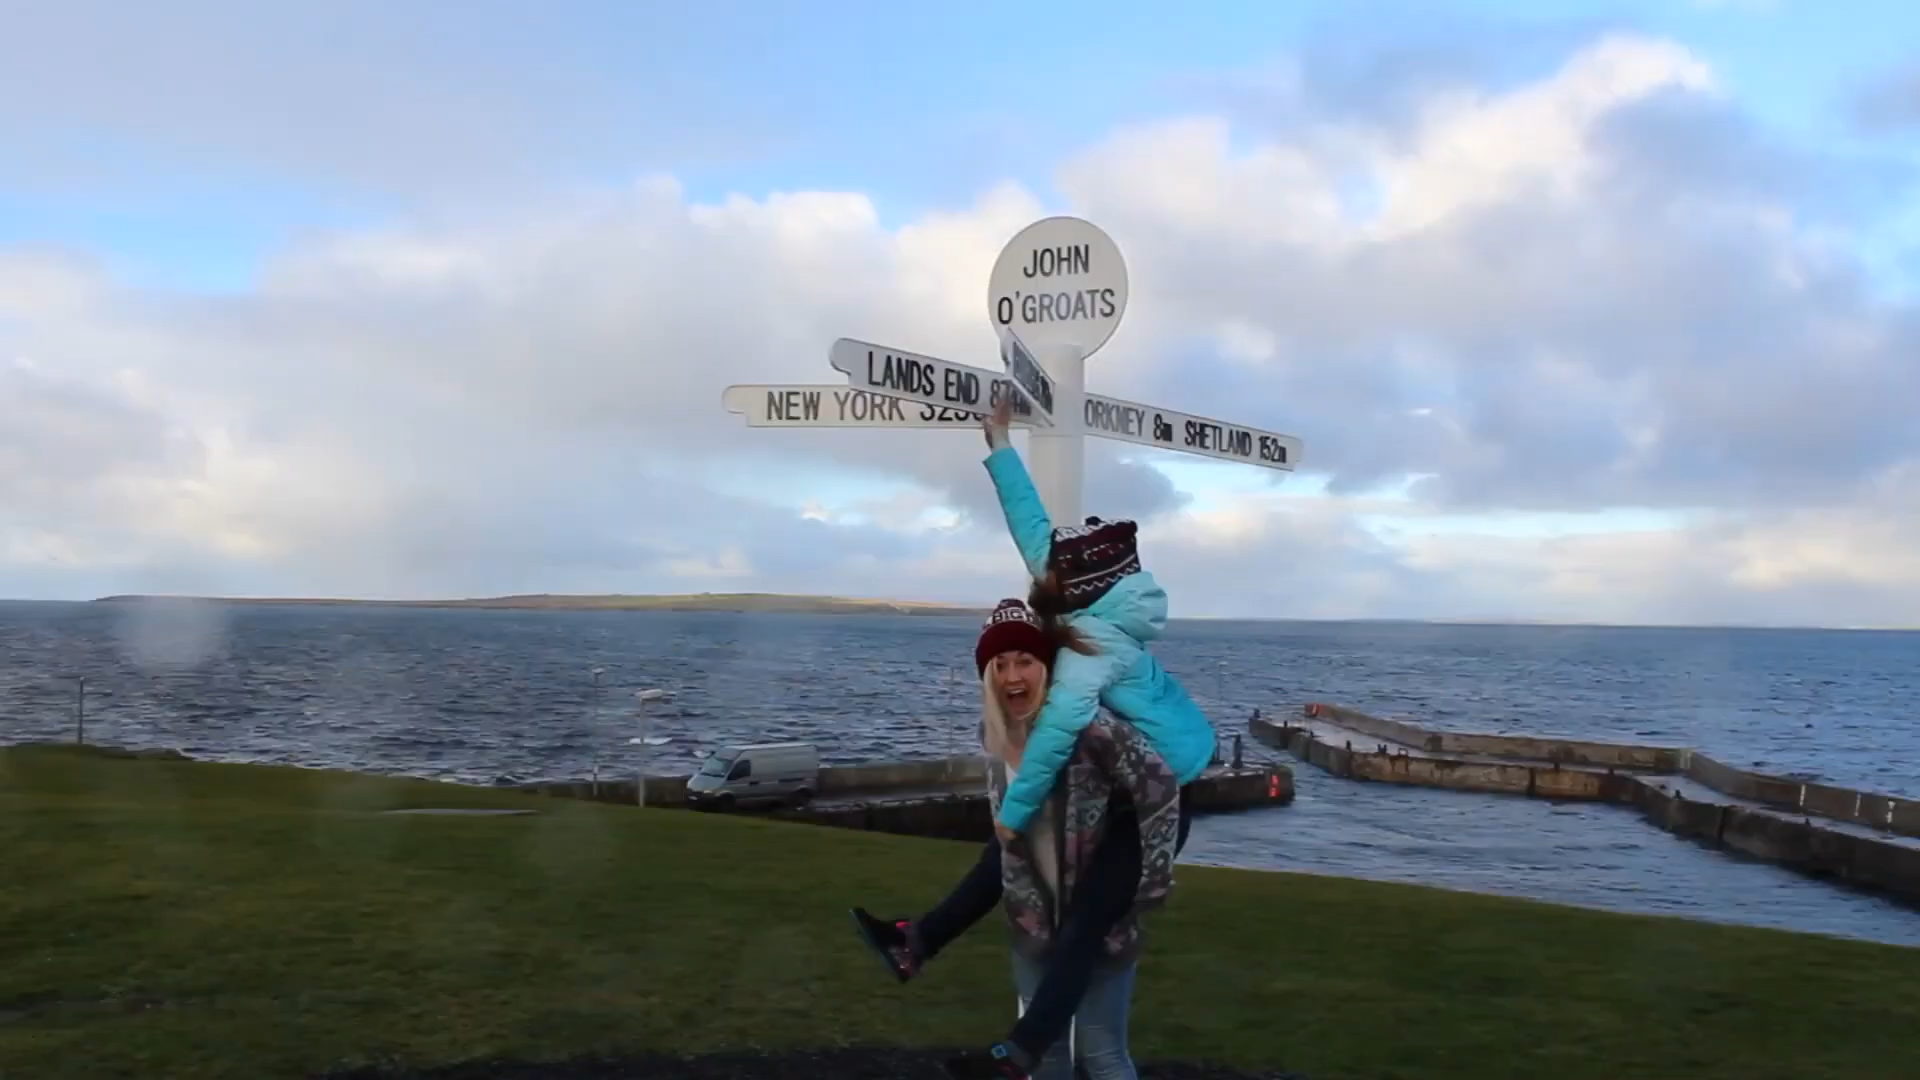 JOHN
O'GROATS
LANDS END
NEW YORK
ORKNEY 8m SHETLAND 152m